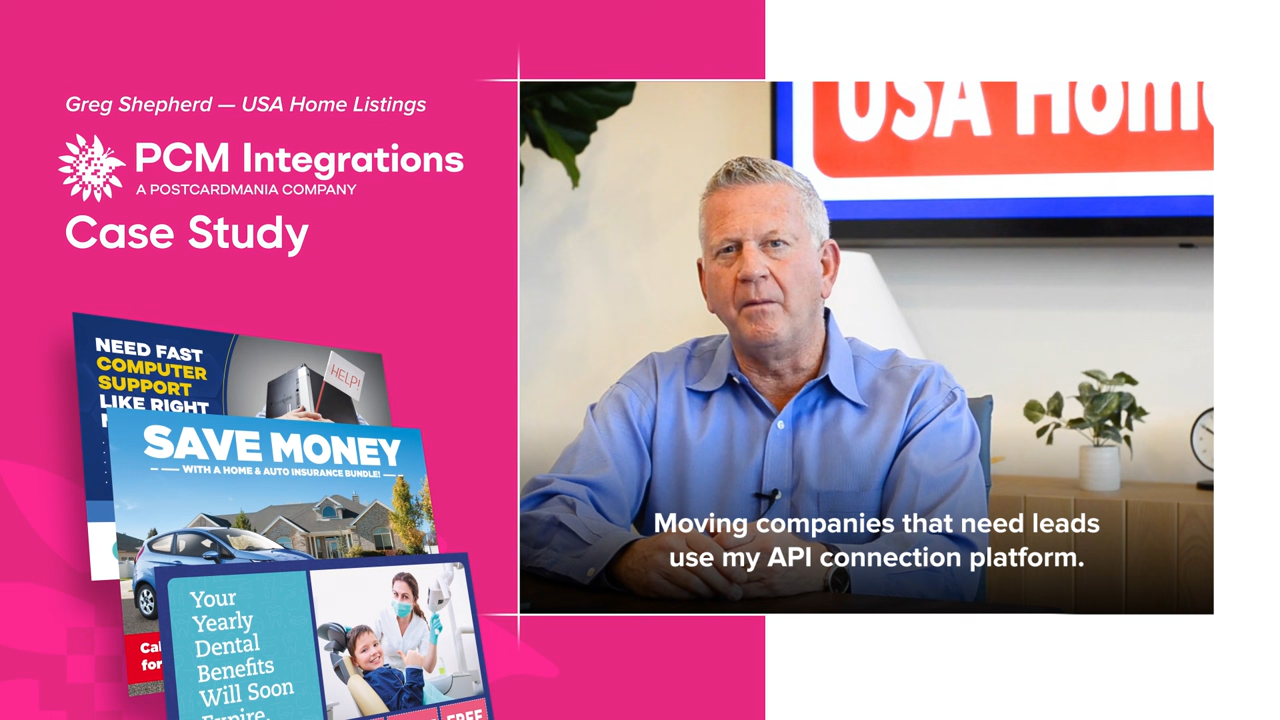 Greg Shepherd — USA Home Listings
PCM Integrations
A POSTCARDMANIA COMPANY
Case Study
NEED FAST
COMPUTER
SUPPORT
LIKE RIGHT
HELP!
SAVE MONEY
WITH A HOME & AUTO INSURANCE BUNDLE!
Your
Yearly
Dental
Benefits
Will Soon
Expire.
FREE
USA Home
Moving companies that need leads
use my API connection platform.